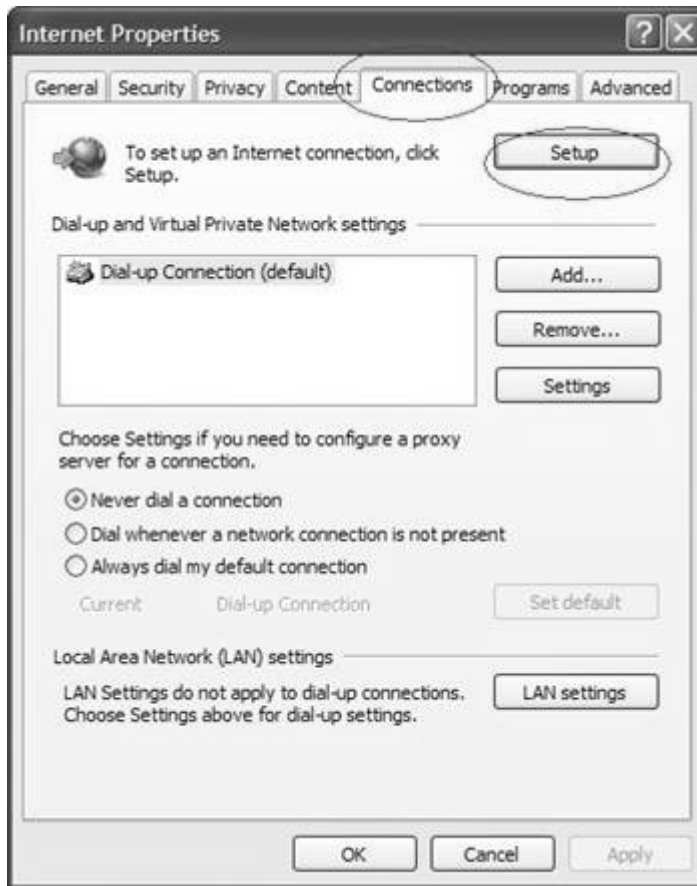 Internet Properties
General Security Privacy Content Connections Programs Advanced
To set up an Internet connection, click
Setup.
Setup
Dial-up and Virtual Private Network settings
Dial-up Connection (default)
Add...
Remove...
Settings
Choose Settings if you need to configure a proxy
server for a connection.
Never dial a connection
Dial whenever a network connection is not present
Always dial my default connection
Current Dial-up Connection Set default
Local Area Network (LAN) settings
LAN Settings do not apply to dial-up connections.
Choose Settings above for dial-up settings.
LAN settings
OK Cancel Apply